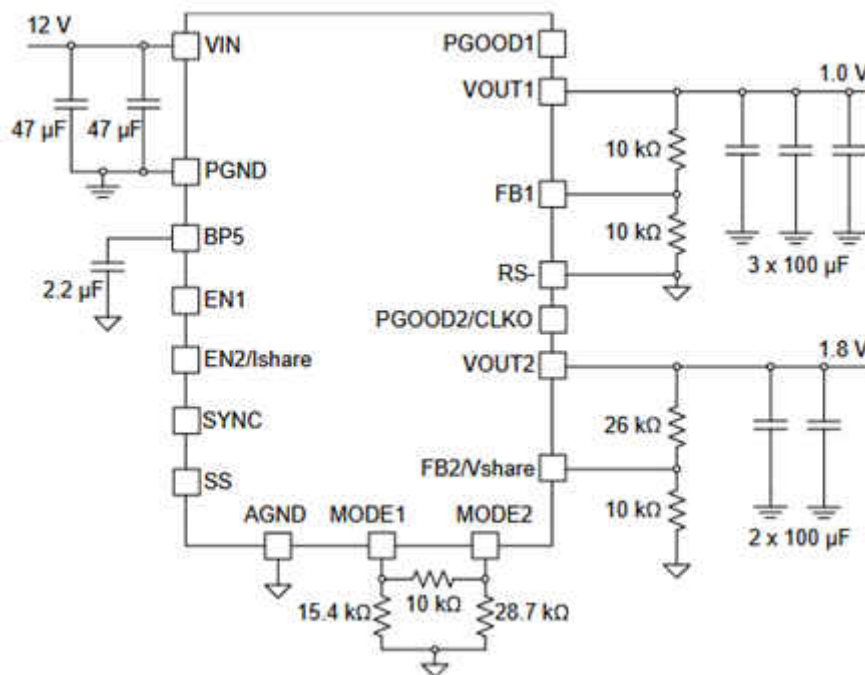 12 V
VIN
PGOOD1
VOUT1
1.0 V
47 µF
47 µF
10 kΩ
PGND
FB1
10 kΩ
BP5
RS-
3 x 100 µF
2.2 µF
EN1
PGOOD2/CLKO
EN2/Ishare
VOUT2
1.8 V
SYNC
26 kΩ
FB2/Vshare
SS
10 kΩ
AGND
MODE1
MODE2
2 x 100 µF
15.4 kΩ
10 kΩ
28.7 kΩ